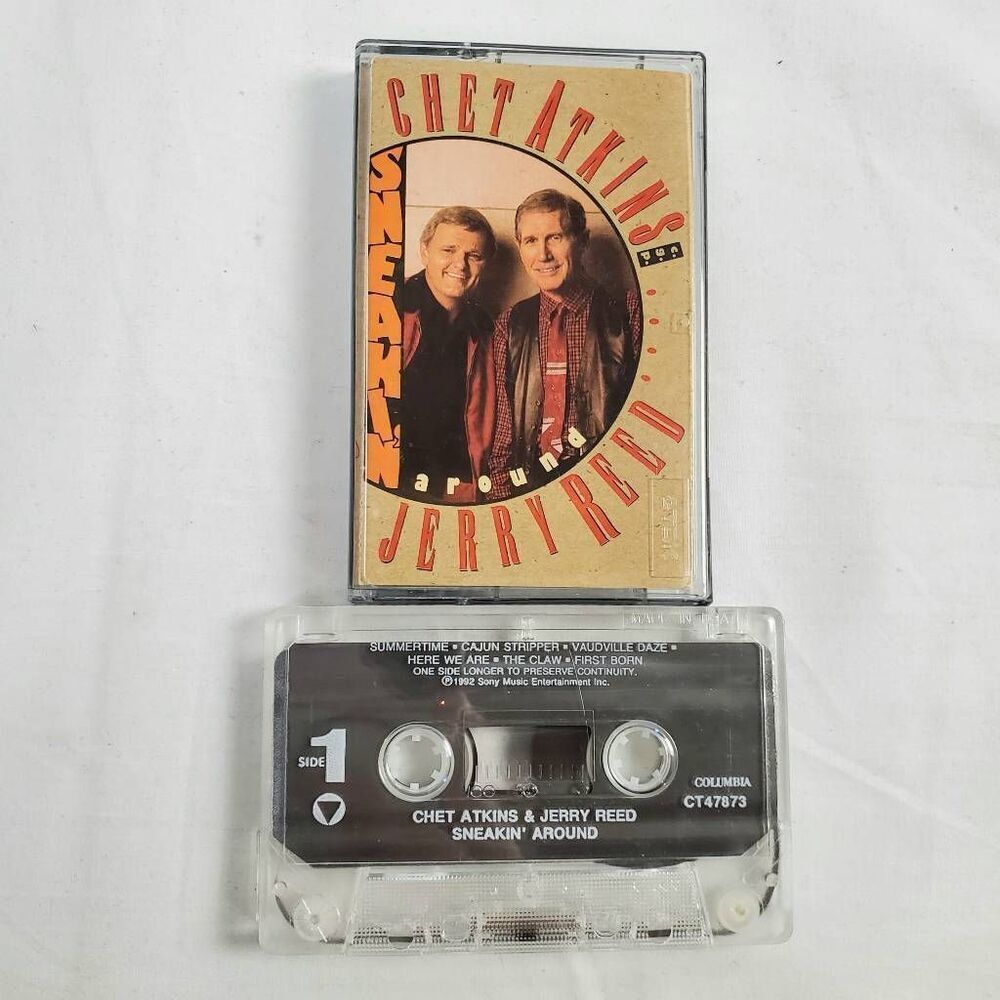 CHET ATKINS
c.g.p.
SNEAKIN'
around
JERRY REED
MADE IN USA
SUMMERTIME ▪ CAJUN STRIPPER ▪ VAUDVILLE DAZE ▪
HERE WE ARE ▪ THE CLAW ▪ FIRST BORN
ONE SIDE LONGER TO PRESERVE CONTINUITY.
℗1992 Sony Music Entertainment Inc.
SIDE 1
COLUMBIA
CT47873
CHET ATKINS & JERRY REED
SNEAKIN' AROUND